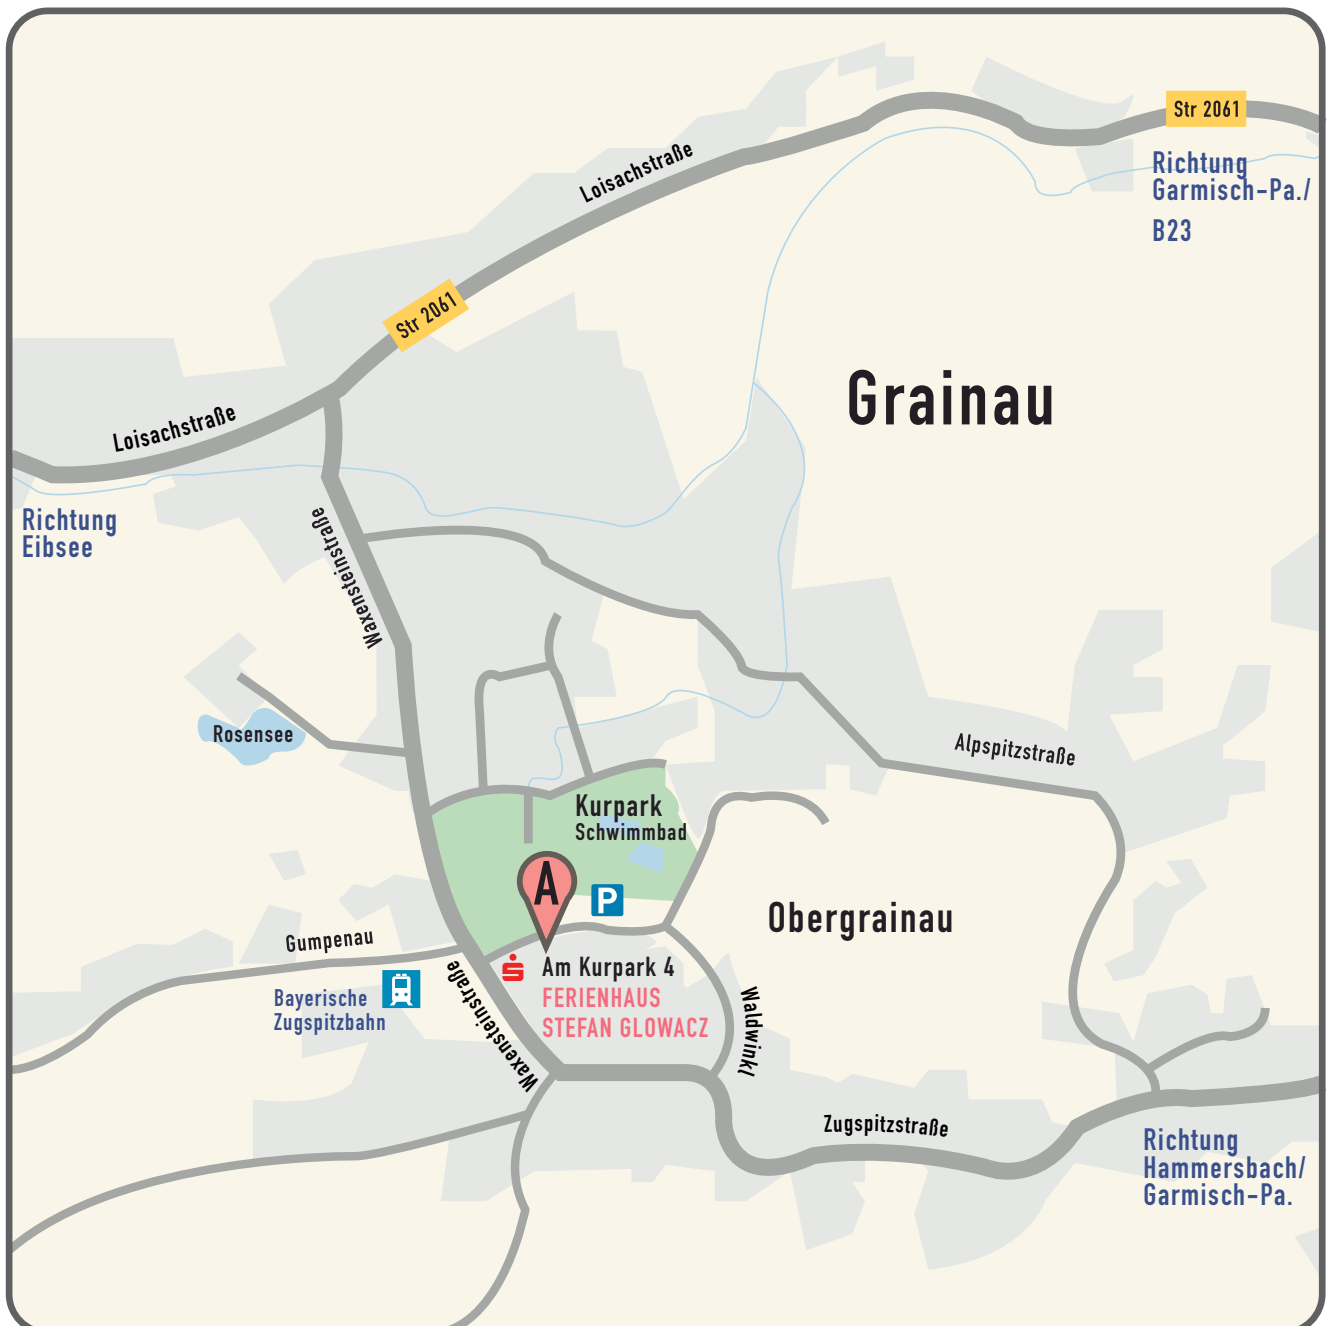 Str 2061
Richtung
Garmisch-Pa./
B23
Loisachstraße
Str 2061
Grainau
Loisachstraße
Richtung
Eibsee
Waxensteinstraße
Rosensee
Alpspitzstraße
Kurpark
Schwimmbad
A
P
Obergrainau
Gumpenau
Am Kurpark 4
FERIENHAUS
STEFAN GLOWACZ
Bayerische
Zugspitzbahn
Waxensteinstraße
Waldwinkl
Zugspitzstraße
Richtung
Hammersbach/
Garmisch-Pa.